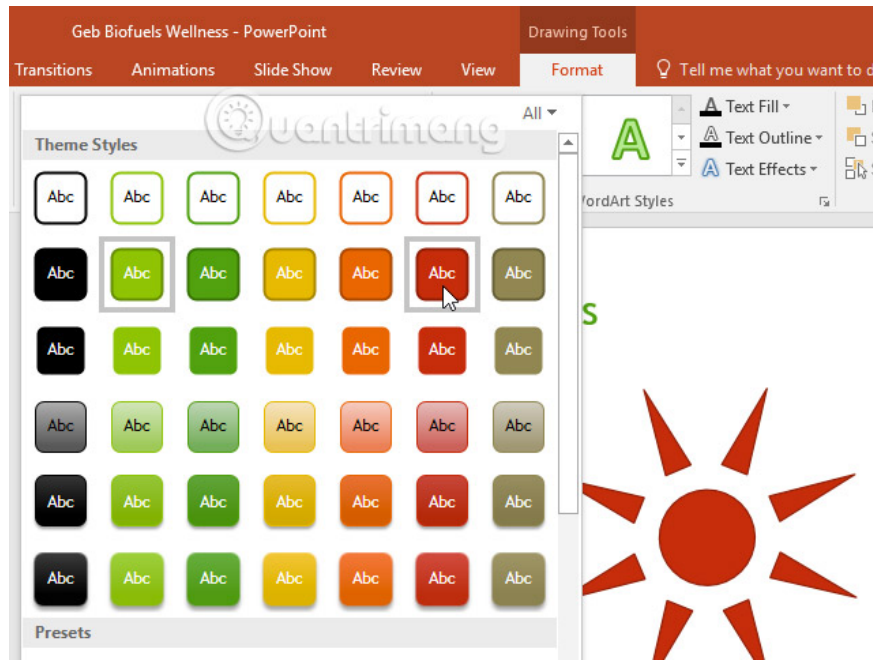 Geb Biofuels Wellness - PowerPoint
Drawing Tools
Transitions Animations Slide Show Review View Format Tell me what you want to d
All
Quantrimang
Theme Styles
Text Fill
Text Outline
Text Effects
A
WordArt Styles
Abc Abc Abc Abc Abc Abc Abc
Abc Abc Abc Abc Abc Abc Abc
Abc Abc Abc Abc Abc Abc Abc
Abc Abc Abc Abc Abc Abc Abc
Abc Abc Abc Abc Abc Abc Abc
Abc Abc Abc Abc Abc Abc Abc
Presets
s